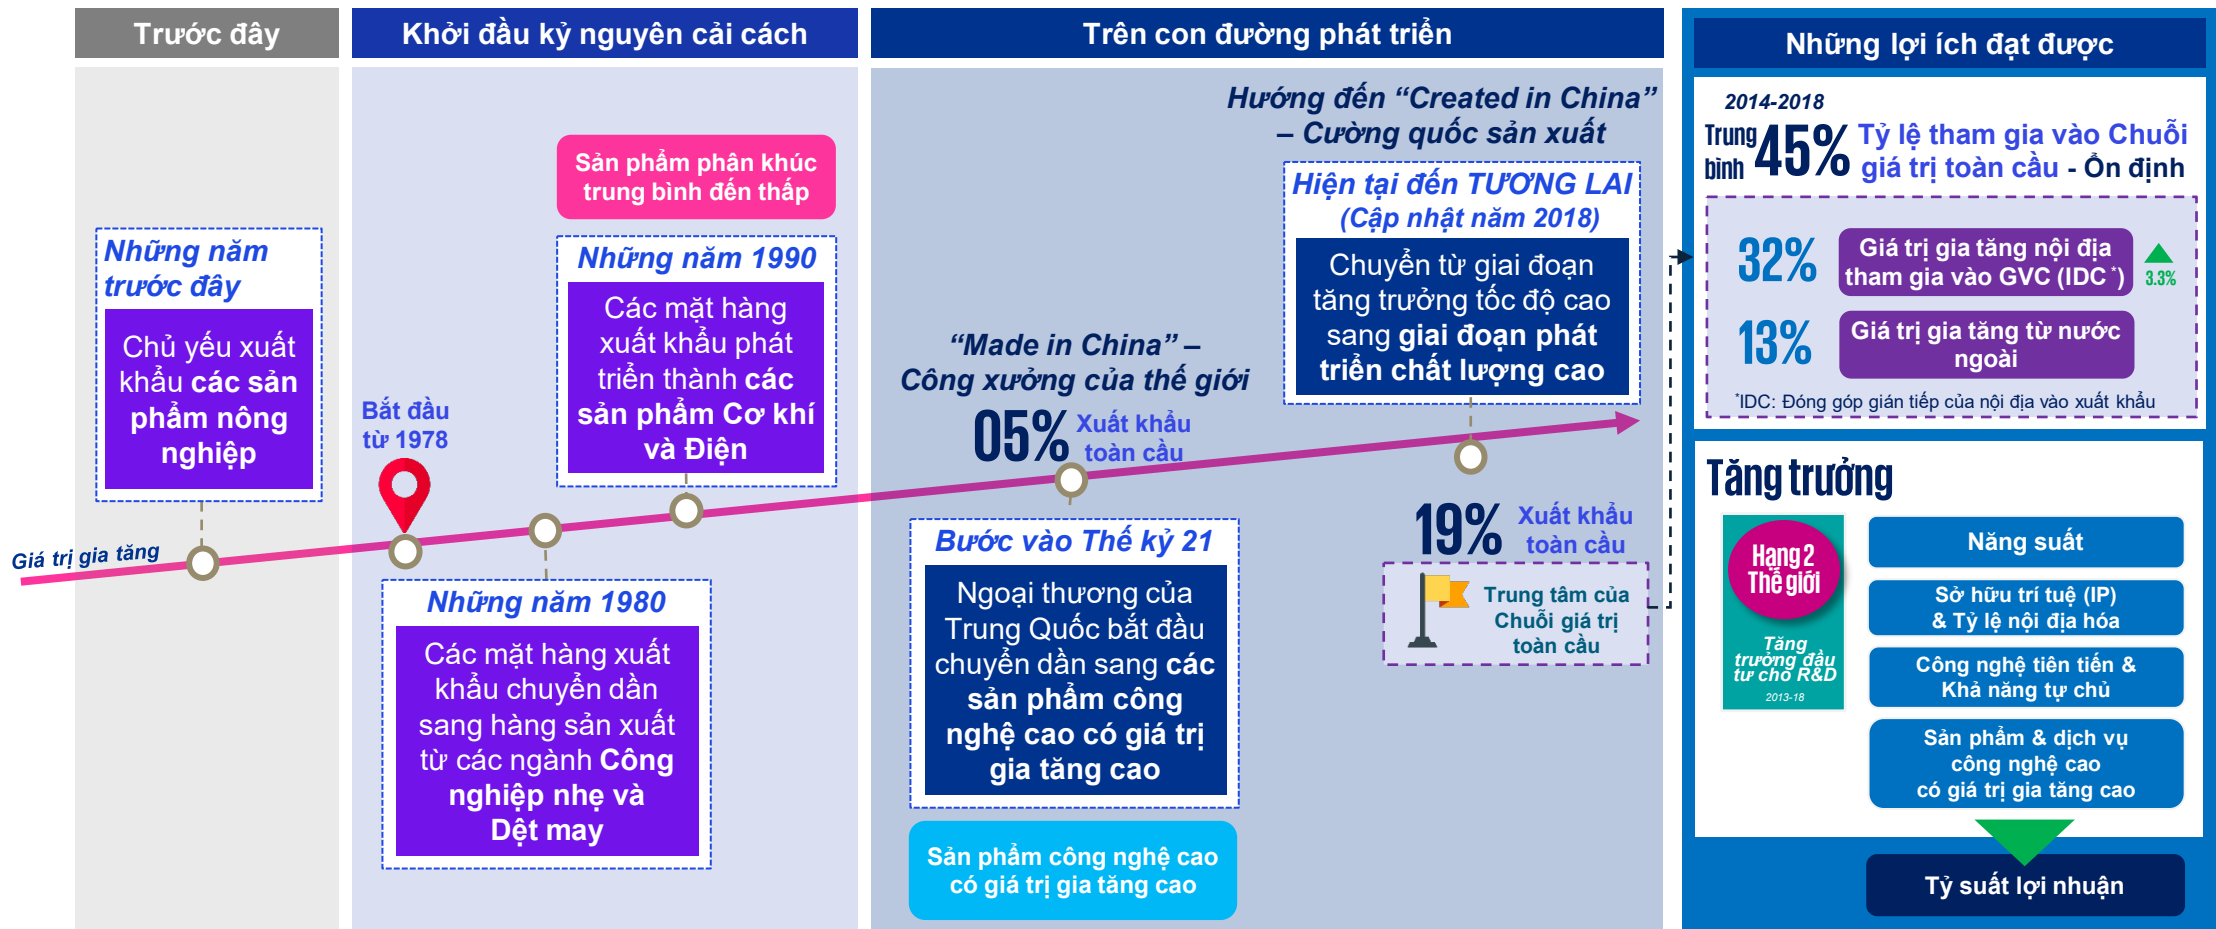 Trước đây
Khởi đầu kỷ nguyên cải cách
Trên con đường phát triển
Những lợi ích đạt được
Giá trị gia tăng
Những năm
trước đây
Chủ yếu xuất
khẩu các sản
phẩm nông
nghiệp
Bắt đầu
từ 1978
Sản phẩm phân khúc
trung bình đến thấp
Những năm 1990
Các mặt hàng
xuất khẩu phát
triển thành các
sản phẩm Cơ khí
và Điện
Những năm 1980
Các mặt hàng xuất
khẩu chuyển dần
sang hàng sản xuất
từ các ngành Công
nghiệp nhẹ và
Dệt may
“Made in China” –
Công xưởng của thế giới
05% Xuất khẩu
toàn cầu
Bước vào Thế kỷ 21
Ngoại thương của
Trung Quốc bắt đầu
chuyển dần sang các
sản phẩm công
nghệ cao có giá trị
gia tăng cao
Sản phẩm công nghệ cao
có giá trị gia tăng cao
Hướng đến “Created in China”
– Cường quốc sản xuất
Hiện tại đến TƯƠNG LAI
(Cập nhật năm 2018)
Chuyển từ giai đoạn
tăng trưởng tốc độ cao
sang giai đoạn phát
triển chất lượng cao
19% Xuất khẩu
toàn cầu
Trung tâm của
Chuỗi giá trị
toàn cầu
2014-2018
Trung
bình
45%
Tỷ lệ tham gia vào Chuỗi
giá trị toàn cầu - Ổn định
32%
Giá trị gia tăng nội địa
tham gia vào GVC (IDC *)
3.3%
13%
Giá trị gia tăng từ nước
ngoài
*IDC: Đóng góp gián tiếp của nội địa vào xuất khẩu
Tăng trưởng
Hạng 2
Thế giới
Tăng
trưởng đầu
tư cho R&D
2013-18
Năng suất
Sở hữu trí tuệ (IP)
& Tỷ lệ nội địa hóa
Công nghệ tiên tiến &
Khả năng tự chủ
Sản phẩm & dịch vụ
công nghệ cao
có giá trị gia tăng cao
Tỷ suất lợi nhuận